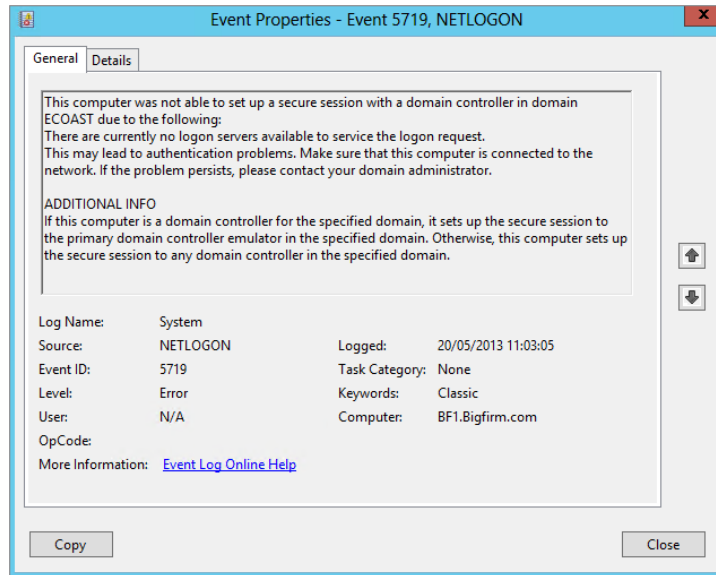 Event Properties - Event 5719, NETLOGON
x
General Details
This computer was not able to set up a secure session with a domain controller in domain
ECOAST due to the following:
There are currently no logon servers available to service the logon request.
This may lead to authentication problems. Make sure that this computer is connected to the
network. If the problem persists, please contact your domain administrator.
ADDITIONAL INFO
If this computer is a domain controller for the specified domain, it sets up the secure session to
the primary domain controller emulator in the specified domain. Otherwise, this computer sets up
the secure session to any domain controller in the specified domain.
Log Name: System
Source: NETLOGON Logged: 20/05/2013 11:03:05
Event ID: 5719 Task Category: None
Level: Error Keywords: Classic
User: N/A Computer: BF1.Bigfirm.com
OpCode:
More Information: Event Log Online Help
Copy Close